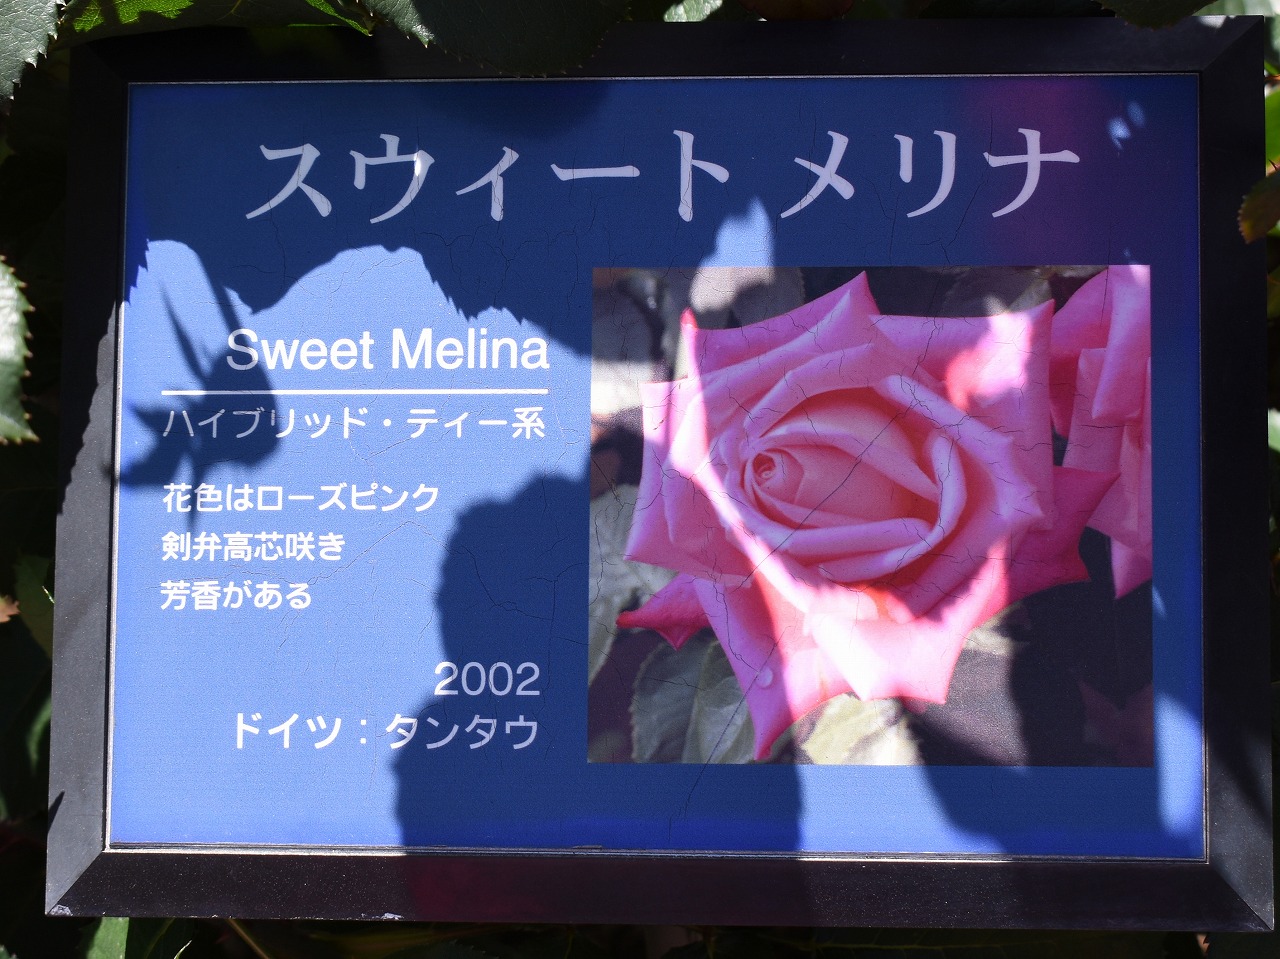 スウィート メリナ
Sweet Melina
ハイブリッド・ティー系
花色はローズピンク
剣弁高芯咲き
芳香がある
2002
ドイツ：タンタウ